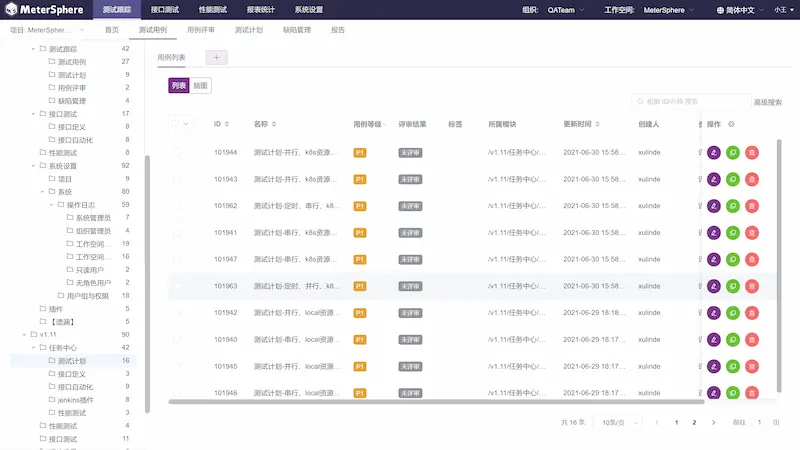 MeterSphere 测试跟踪 接口测试 性能测试 报表统计 系统设置 组织: QATeam 工作空间: MeterSphere 简体中文 小王
项目: MeterSphe... 首页 测试用例 用例评审 测试计划 缺陷管理 报告
测试跟踪 42
测试用例 27
测试计划 9
用例评审 2
缺陷管理 4
接口测试 17
接口定义 8
接口自动化 9
性能测试 8
系统设置 92
项目 9
系统 80
操作日志 59
系统管理员 7
组织管理员 4
工作空间... 19
工作空间... 16
只读用户 2
无角色用户 2
用户组与权限 18
插件 5
【遗漏】 5
v1.11 90
任务中心 42
测试计划 16
接口定义 3
接口自动化 9
jenkins插件 8
性能测试 3
性能测试 4
接口测试 11
用例列表 +
列表 脑图
根据 ID/名称 搜索 高级搜索
ID 名称 用例等级 评审结果 标签 所属模块 更新时间 创建人 操作
101944 测试计划-并行、k8s资源... P1 未评审 /v1.11/任务中心/... 2021-06-30 15:58... xulinde
101943 测试计划-并行、k8s资源... P1 未评审 /v1.11/任务中心/... 2021-06-30 15:58... xulinde
101962 测试计划-定时、串行、k8... P1 未评审 /v1.11/任务中心/... 2021-06-30 15:58... xulinde
101941 测试计划-串行、k8s资源... P1 未评审 /v1.11/任务中心/... 2021-06-30 15:58... xulinde
101947 测试计划-串行、k8s资源... P1 未评审 /v1.11/任务中心/... 2021-06-30 15:58... xulinde
101963 测试计划-定时、并行、k8... P1 未评审 /v1.11/任务中心/... 2021-06-30 15:58... xulinde
101942 测试计划-并行、local资源... P1 未评审 /v1.11/任务中心/... 2021-06-29 18:18... xulinde
101940 测试计划-串行、local资源... P1 未评审 /v1.11/任务中心/... 2021-06-29 18:18... xulinde
101945 测试计划-并行、local资源... P1 未评审 /v1.11/任务中心/... 2021-06-29 18:17... xulinde
101946 测试计划-串行、local资源... P1 未评审 /v1.11/任务中心/... 2021-06-29 18:17... xulinde
共 16 条 10条/页 1 2 前往 1 页